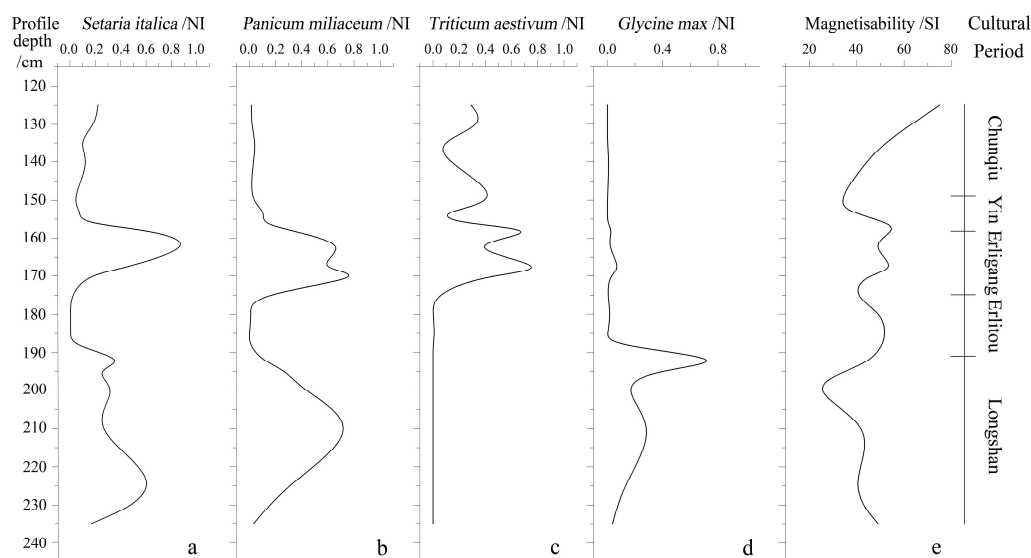 Profile depth /cm
Setaria italica /NI
Panicum miliaceum /NI
Triticum aestivum /NI
Glycine max /NI
Magnetisability /SI
Cultural Period
0.0 0.2 0.4 0.6 0.8 1.0
0.0 0.2 0.4 0.6 0.8 1.0
0.0 0.2 0.4 0.6 0.8 1.0
0.0 0.4 0.8
20 40 60 80
120
130
140
150
160
170
180
190
200
210
220
230
240
Chunqiu
Yin
Erligang
Erlitou
Longshan
a
b
c
d
e